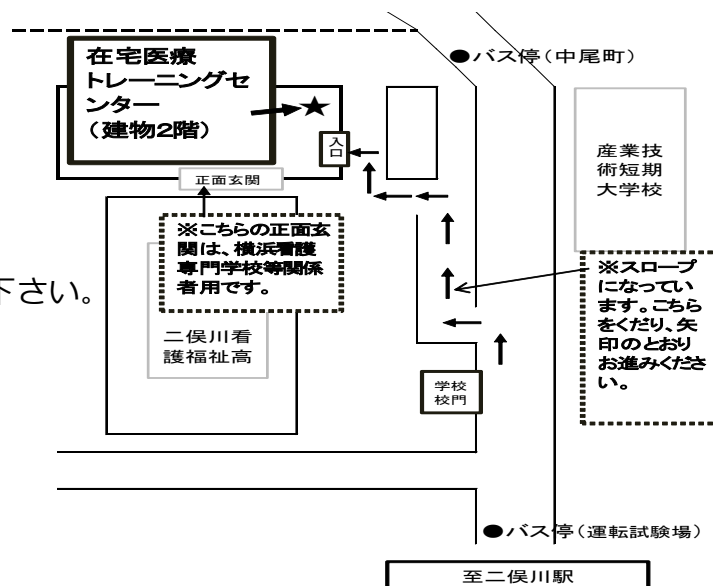 在宅医療
トレーニングセ
ンター
(建物2階)
●バス停(中尾町)
入口
正面玄関
産業技
術短期
大学校
※こちらの正面玄
関は、横浜看護
専門学校等関係
者用です。
下さい。
※スロープ
になってい
ます。こちら
をくだり、矢
印のとおり
お進みくださ
い。
二俣川看
護福祉高
学校
校門
●バス停(運転試験場)
至二俣川駅